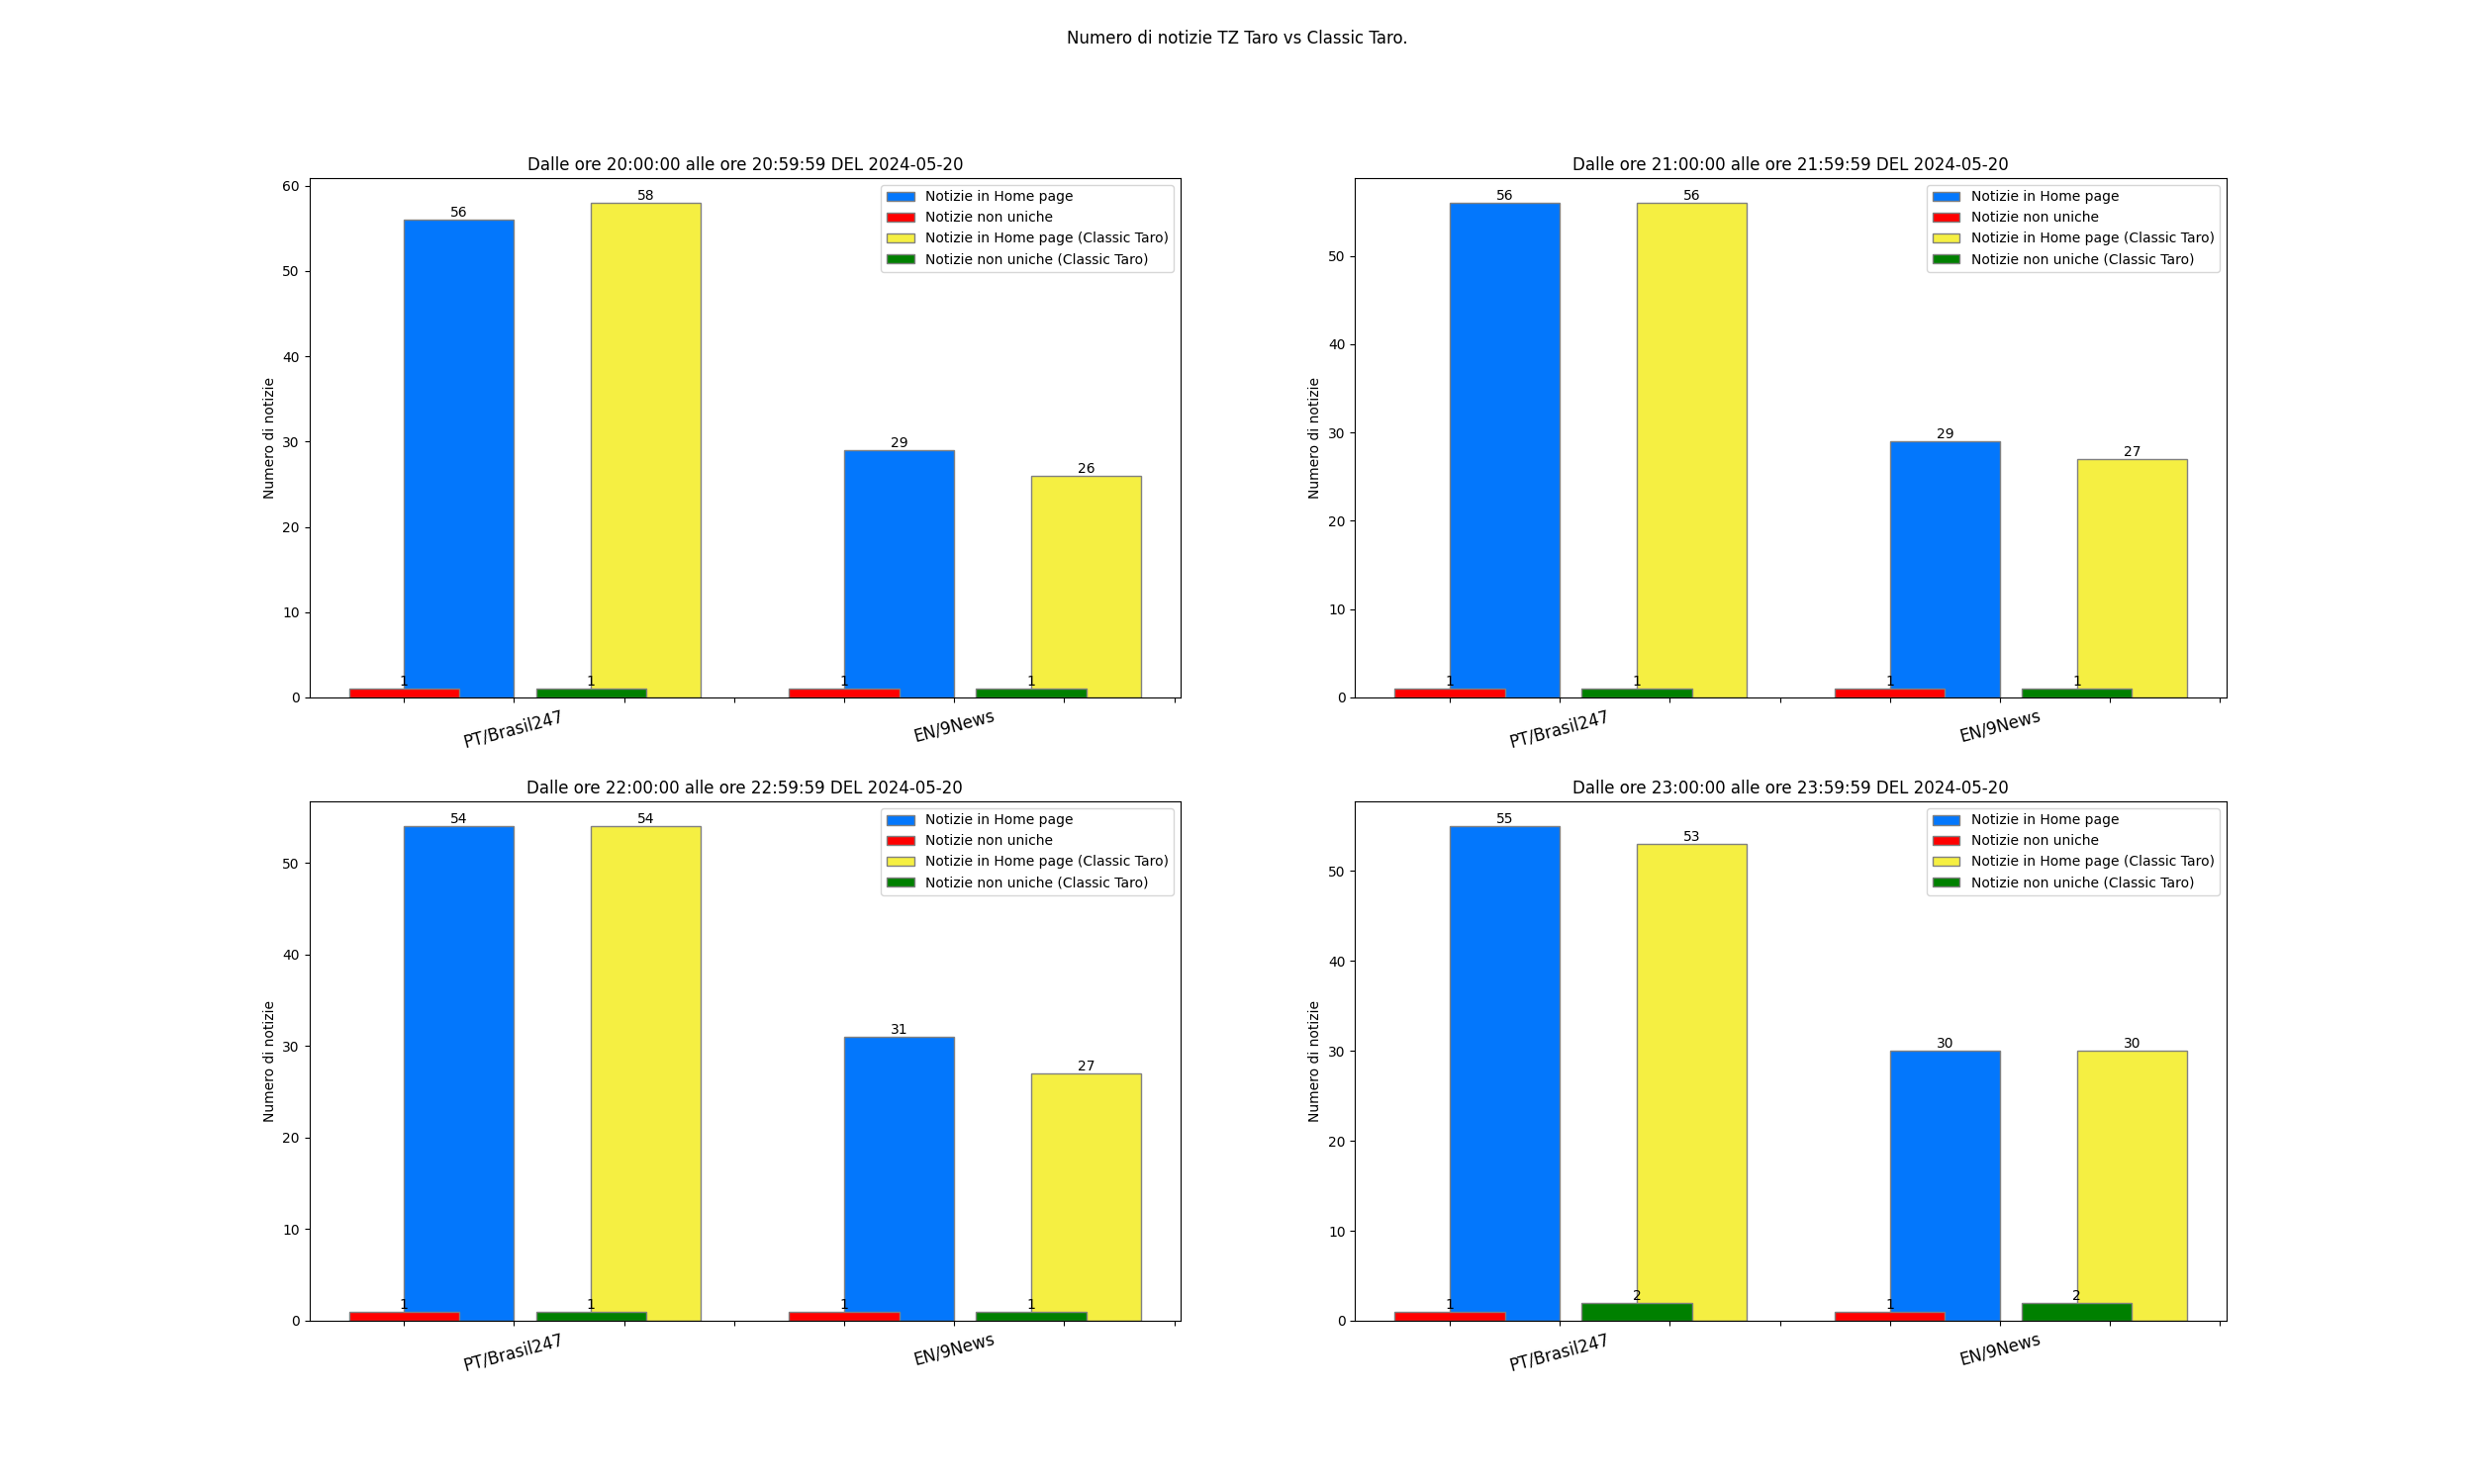 Numero di notizie TZ Taro vs Classic Taro.
Dalle ore 20:00:00 alle ore 20:59:59 DEL 2024-05-20
Numero di notizie
60
50
40
30
20
10
0
56
58
29
26
1
1
1
1
Notizie in Home page
Notizie non uniche
Notizie in Home page (Classic Taro)
Notizie non uniche (Classic Taro)
PT/Brasil247
EN/9News
Dalle ore 21:00:00 alle ore 21:59:59 DEL 2024-05-20
Numero di notizie
50
40
30
20
10
0
56
56
29
27
1
1
1
1
Notizie in Home page
Notizie non uniche
Notizie in Home page (Classic Taro)
Notizie non uniche (Classic Taro)
PT/Brasil247
EN/9News
Dalle ore 22:00:00 alle ore 22:59:59 DEL 2024-05-20
Numero di notizie
50
40
30
20
10
0
54
54
31
27
1
1
1
1
Notizie in Home page
Notizie non uniche
Notizie in Home page (Classic Taro)
Notizie non uniche (Classic Taro)
PT/Brasil247
EN/9News
Dalle ore 23:00:00 alle ore 23:59:59 DEL 2024-05-20
Numero di notizie
50
40
30
20
10
0
55
53
30
30
1
2
1
2
Notizie in Home page
Notizie non uniche
Notizie in Home page (Classic Taro)
Notizie non uniche (Classic Taro)
PT/Brasil247
EN/9News